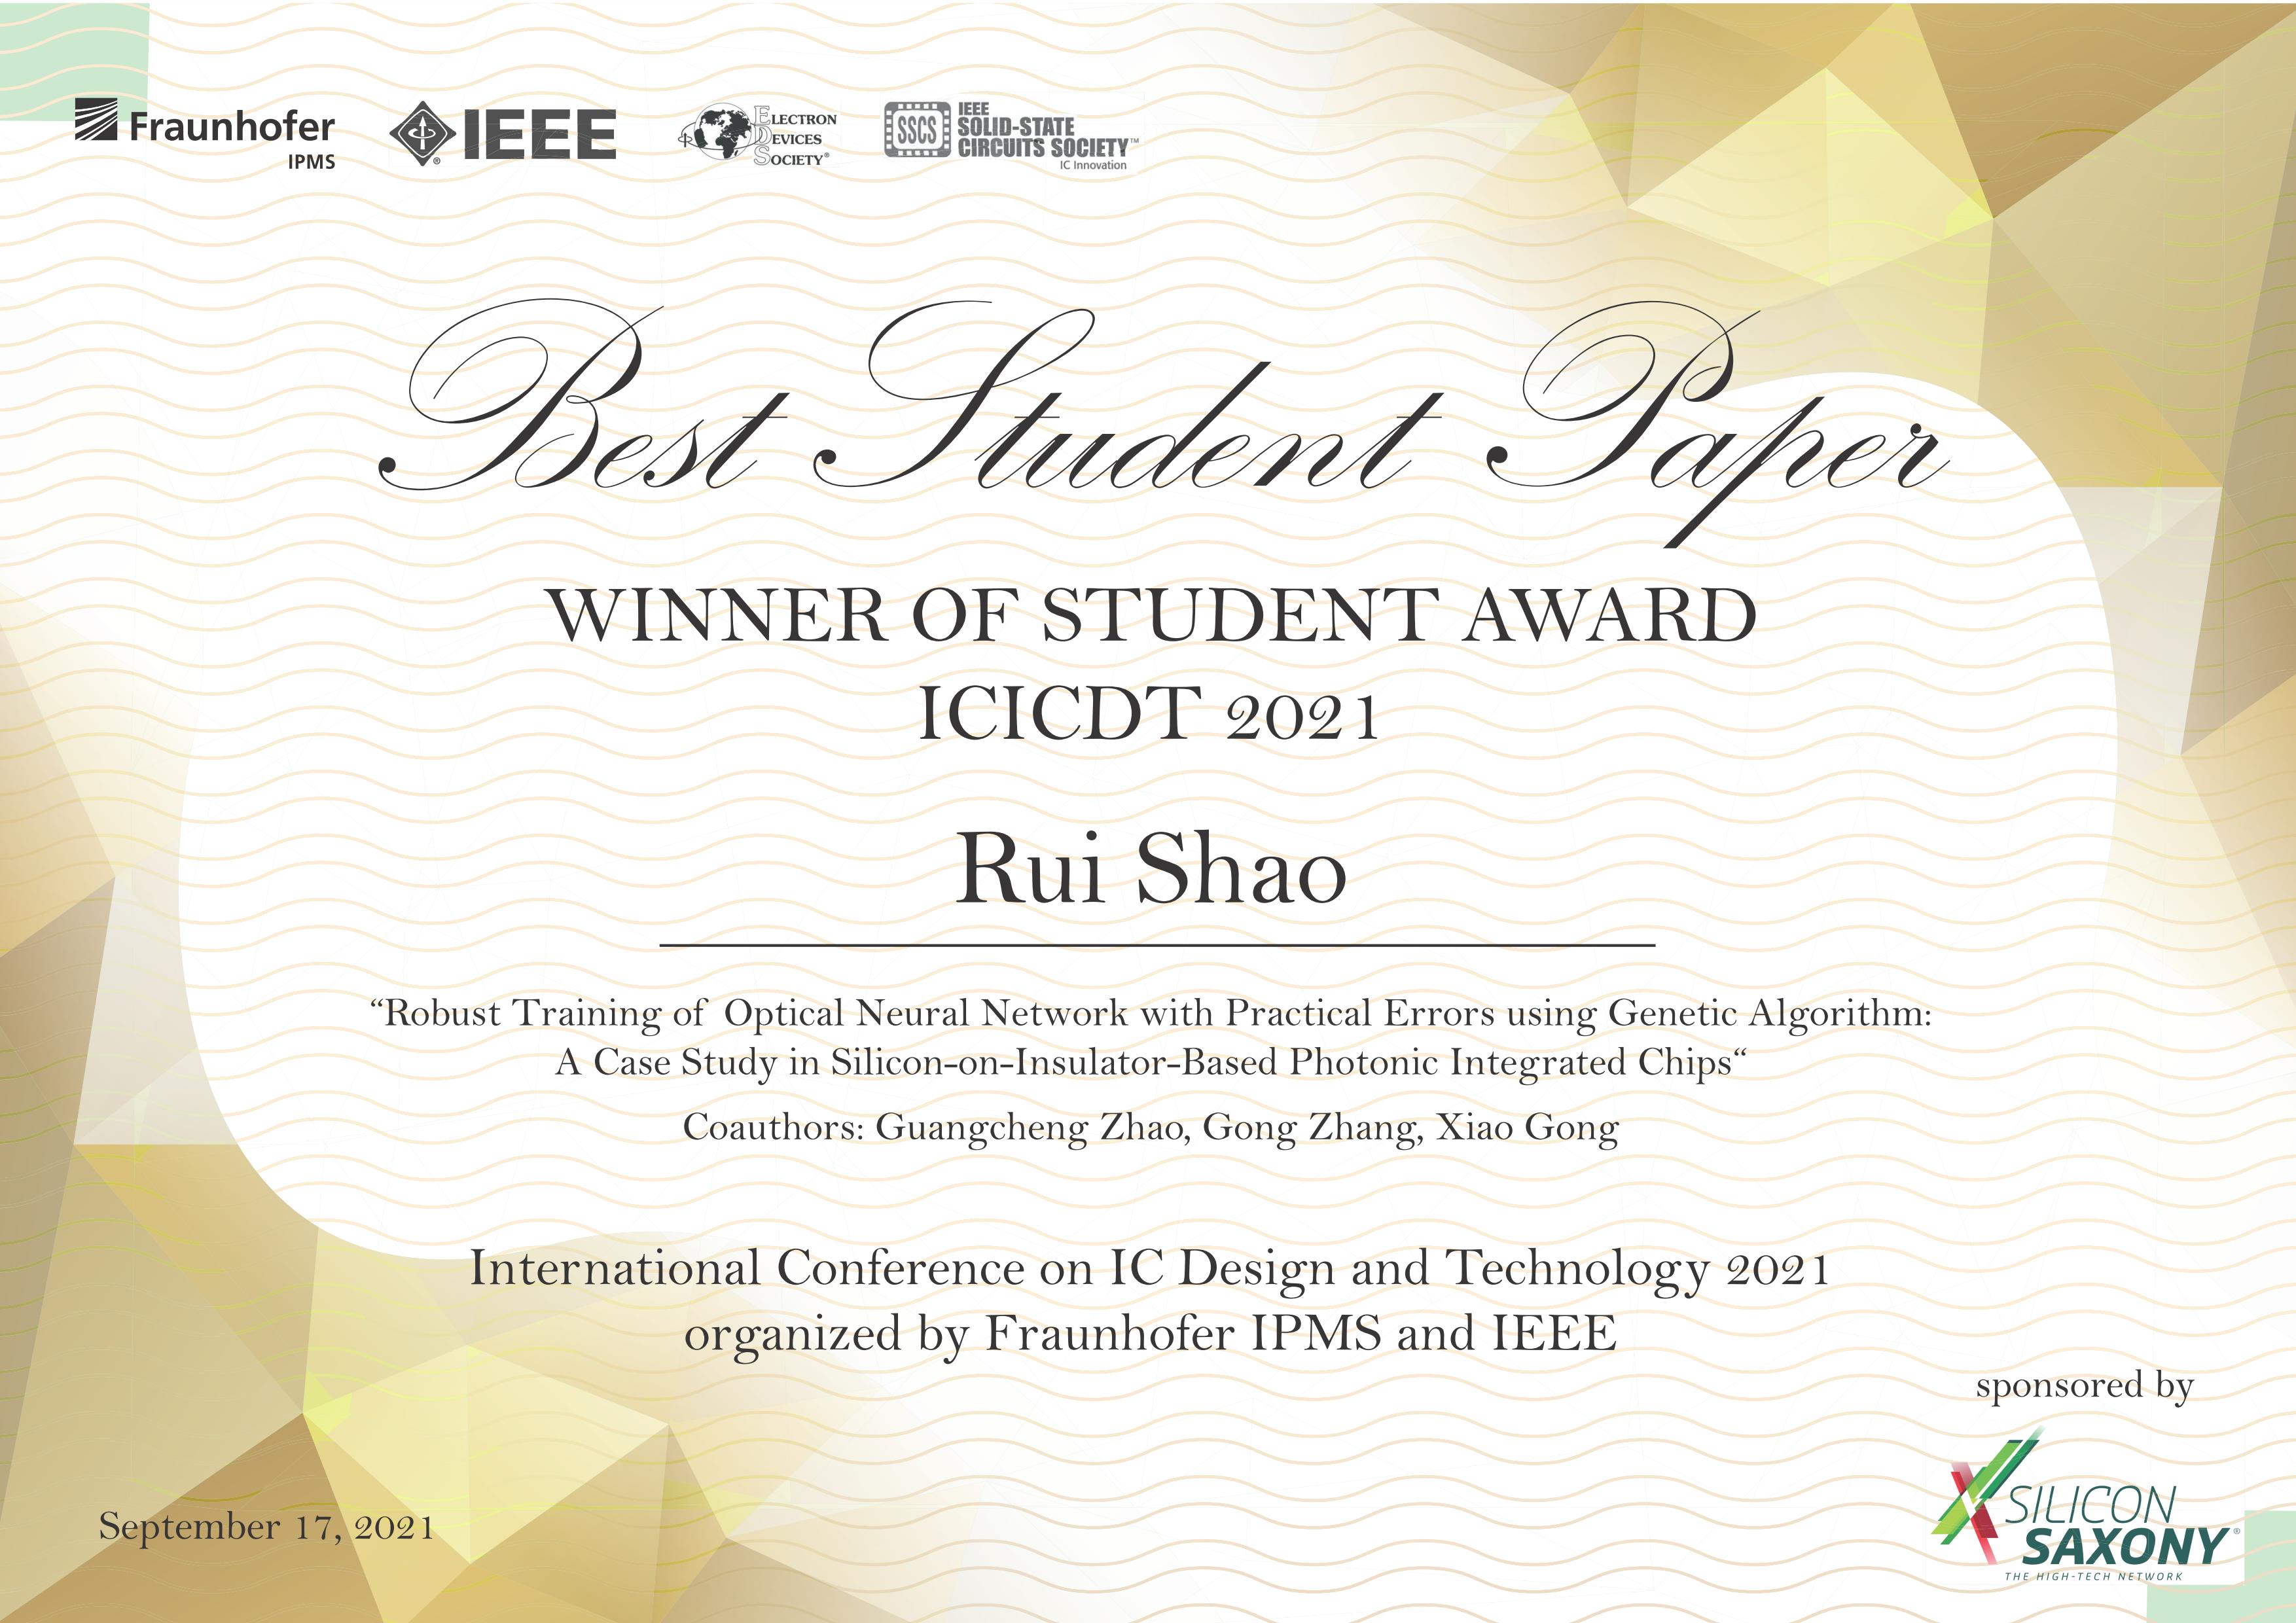 Fraunhofer
IPMS
IEEE
ELECTRON
DEVICES
SOCIETY®
SSCS
IEEE
SOLID-STATE
CIRCUITS SOCIETY™
IC Innovation
Best Student Paper
WINNER OF STUDENT AWARD
ICICDT 2021
Rui Shao
“Robust Training of Optical Neural Network with Practical Errors using Genetic Algorithm:
A Case Study in Silicon-on-Insulator-Based Photonic Integrated Chips“
Coauthors: Guangcheng Zhao, Gong Zhang, Xiao Gong
International Conference on IC Design and Technology 2021
organized by Fraunhofer IPMS and IEEE
sponsored by
September 17, 2021
SILICON
SAXONY®
THE HIGH-TECH NETWORK